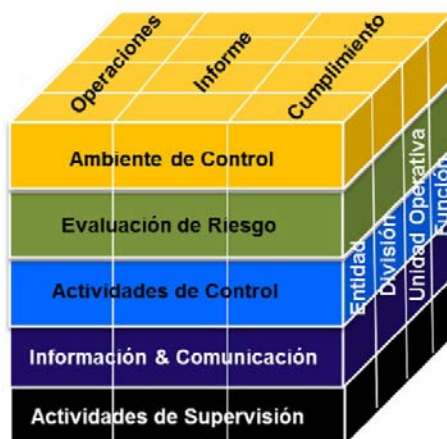 Operaciones
Informe
Cumplimiento
Ambiente de Control
Evaluación de Riesgo
Actividades de Control
Información & Comunicación
Actividades de Supervisión
Entidad
División
Unidad Operativa
Función